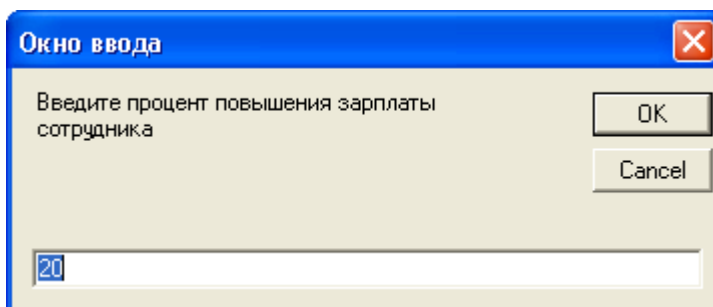 Окно ввода
Введите процент повышения зарплаты
сотрудника
OK
Cancel
20